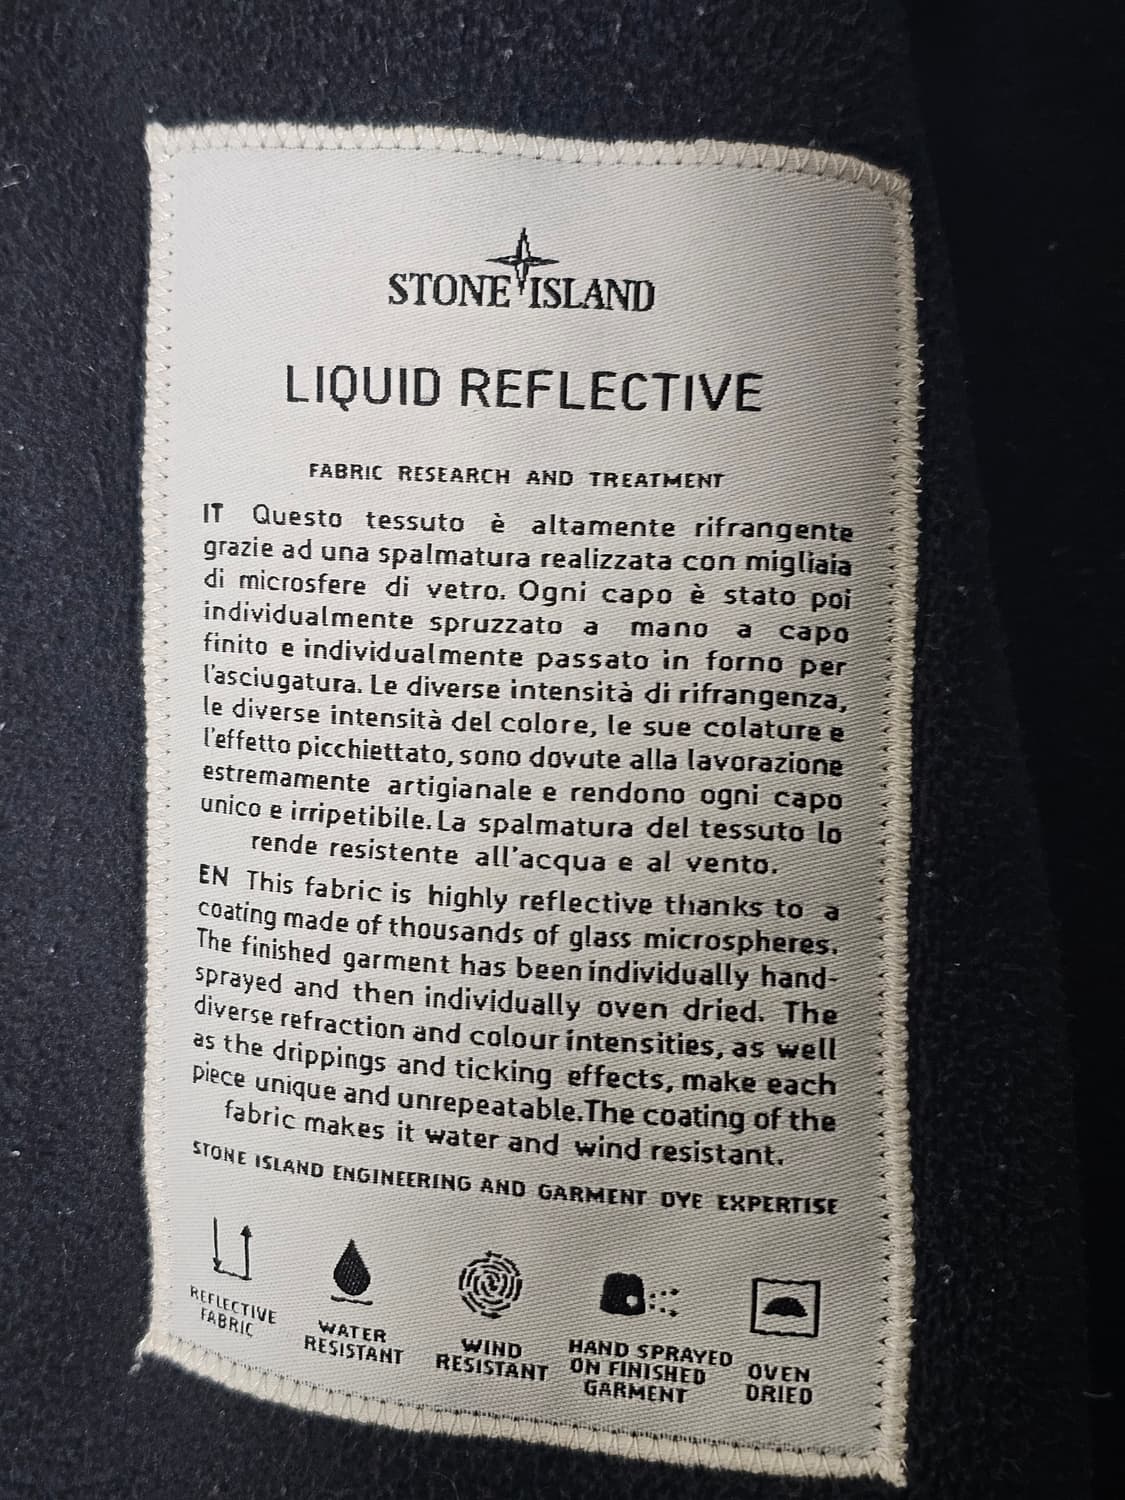 STONE ISLAND
LIQUID REFLECTIVE
FABRIC RESEARCH AND TREATMENT
IT Questo tessuto è altamente rifrangente
grazie ad una spalmatura realizzata con migliaia
di microsfere di vetro. Ogni capo è stato poi
individualmente spruzzato a mano a capo
finito e individualmente passato in forno per
l'asciugatura. Le diverse intensità di rifrangenza,
le diverse intensità del colore, le sue colature e
l'effetto picchiettato, sono dovute alla lavorazione
estremamente artigianale e rendono ogni capo
unico e irripetibile. La spalmatura del tessuto lo
rende resistente all'acqua e al vento.
EN This fabric is highly reflective thanks to a
coating made of thousands of glass microspheres.
The finished garment has been individually hand-
sprayed and then individually oven dried. The
diverse refraction and colour intensities, as well
as the drippings and ticking effects, make each
piece unique and unrepeatable.The coating of the
fabric makes it water and wind resistant.
STONE ISLAND ENGINEERING AND GARMENT DYE EXPERTISE
REFLECTIVE
FABRIC
WATER
RESISTANT
WIND
RESISTANT
HAND SPRAYED
ON FINISHED
GARMENT
OVEN
DRIED